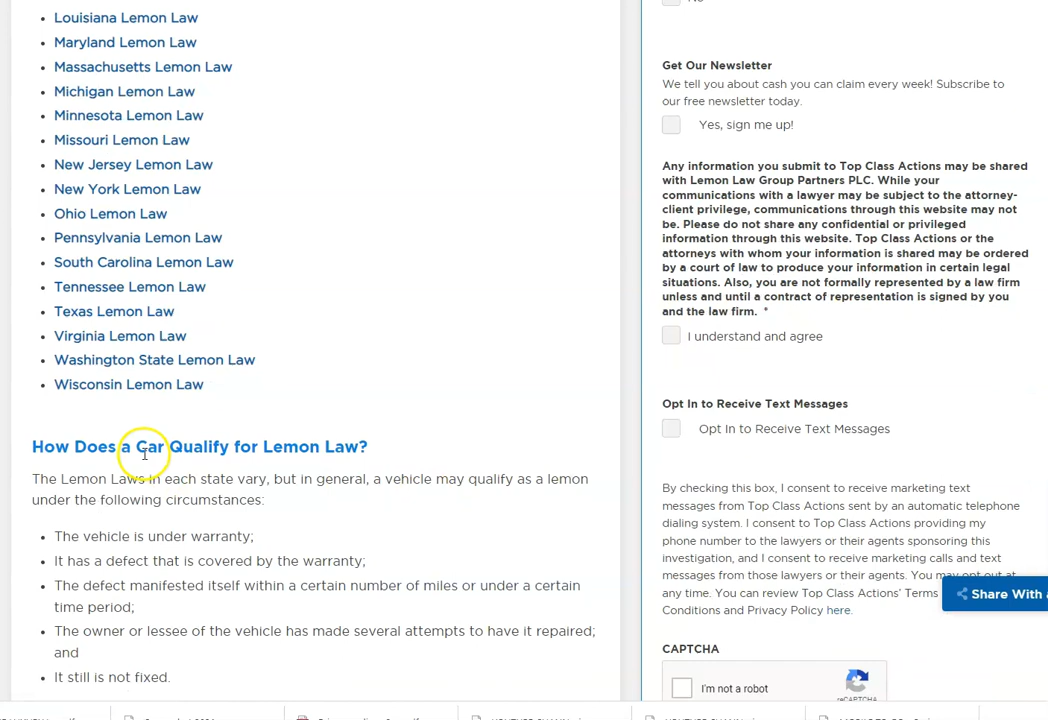 Louisiana Lemon Law
Maryland Lemon Law
Massachusetts Lemon Law
Michigan Lemon Law
Minnesota Lemon Law
Missouri Lemon Law
New Jersey Lemon Law
New York Lemon Law
Ohio Lemon Law
Pennsylvania Lemon Law
South Carolina Lemon Law
Tennessee Lemon Law
Texas Lemon Law
Virginia Lemon Law
Washington State Lemon Law
Wisconsin Lemon Law
How Does a Car Qualify for Lemon Law?
The Lemon Laws in each state vary, but in general, a vehicle may qualify as a lemon
under the following circumstances:
The vehicle is under warranty;
It has a defect that is covered by the warranty;
The defect manifested itself within a certain number of miles or under a certain
time period;
The owner or lessee of the vehicle has made several attempts to have it repaired;
and
It still is not fixed.
No
Get Our Newsletter
We tell you about cash you can claim every week! Subscribe to
our free newsletter today.
Yes, sign me up!
Any information you submit to Top Class Actions may be shared
with Lemon Law Group Partners PLC. While your
communications with a lawyer may be subject to the attorney-
client privilege, communications through this website may not
be. Please do not share any confidential or privileged
information through this website. Top Class Actions or the
attorneys with whom your information is shared may be ordered
by a court of law to produce your information in certain legal
situations. Also, you are not formally represented by a law firm
unless and until a contract of representation is signed by you
and the law firm. *
I understand and agree
Opt In to Receive Text Messages
Opt In to Receive Text Messages
By checking this box, I consent to receive marketing text
messages from Top Class Actions sent by an automatic telephone
dialing system. I consent to Top Class Actions providing my
phone number to the lawyers or their agents sponsoring this
investigation, and I consent to receive marketing calls and text
messages from those lawyers or their agents. You may opt out at
any time. You can review Top Class Actions' Terms
Conditions and Privacy Policy here.
Share With a
CAPTCHA
I'm not a robot
reCAPTCHA